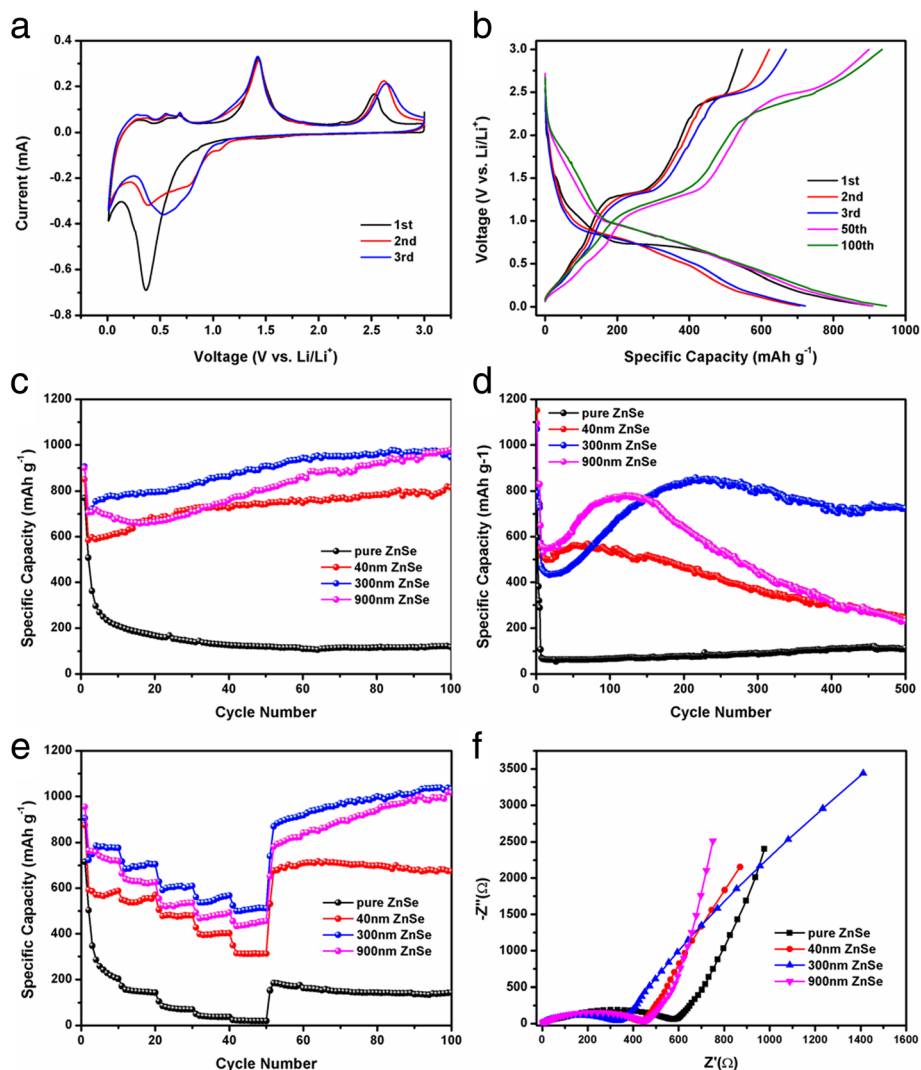 a
0.4
0.2
0.0
-0.2
-0.4
-0.6
-0.8
Current (mA)
1st
2nd
3rd
0.0 0.5 1.0 1.5 2.0 2.5 3.0
Voltage (V vs. Li/Li⁺)
b
3.0
2.5
2.0
1.5
1.0
0.5
0.0
Voltage (V vs. Li/Li⁺)
1st
2nd
3rd
50th
100th
0 200 400 600 800 1000
Specific Capacity (mAh g⁻¹)
c
1200
1000
800
600
400
200
0
Specific Capacity (mAh g⁻¹)
pure ZnSe
40nm ZnSe
300nm ZnSe
900nm ZnSe
0 20 40 60 80 100
Cycle Number
d
1200
1000
800
600
400
200
0
Specific Capacity (mAh g-1)
pure ZnSe
40nm ZnSe
300nm ZnSe
900nm ZnSe
0 100 200 300 400 500
Cycle Number
e
1200
1000
800
600
400
200
0
Specific Capacity (mAh g⁻¹)
pure ZnSe
40nm ZnSe
300nm ZnSe
900nm ZnSe
0 20 40 60 80 100
Cycle Number
f
3500
3000
2500
2000
1500
1000
500
0
-Z''(Ω)
pure ZnSe
40nm ZnSe
300nm ZnSe
900nm ZnSe
0 200 400 600 800 1000 1200 1400 1600
Z'(Ω)